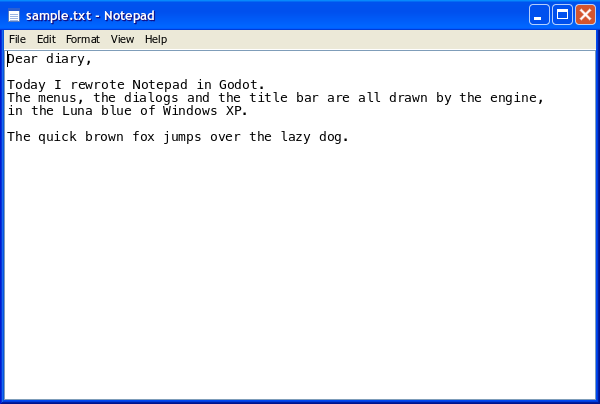 sample.txt - Notepad
File Edit Format View Help
Dear diary,
Today I rewrote Notepad in Godot.
The menus, the dialogs and the title bar are all drawn by the engine,
in the Luna blue of Windows XP.
The quick brown fox jumps over the lazy dog.